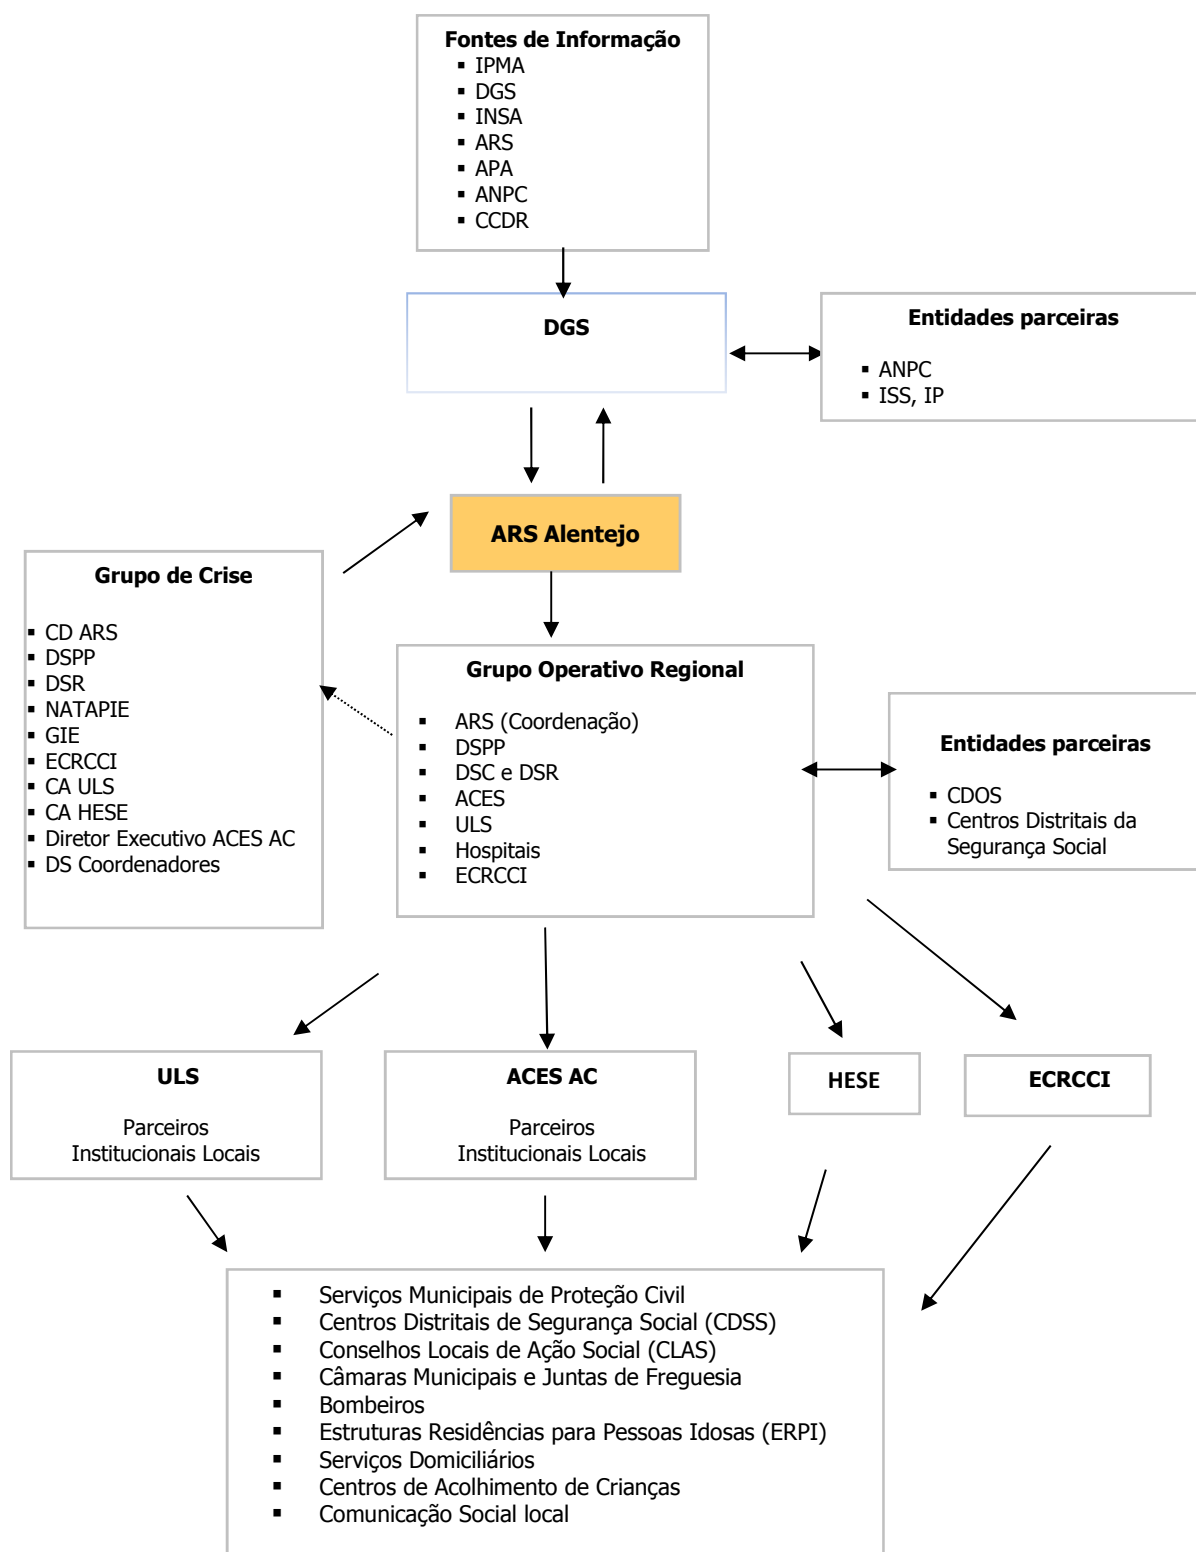 Fontes de Informação
▪ IPMA
▪ DGS
▪ INSA
▪ ARS
▪ APA
▪ ANPC
▪ CCDR
DGS
Entidades parceiras
▪ ANPC
▪ ISS, IP
ARS Alentejo
Grupo de Crise
▪ CD ARS
▪ DSPP
▪ DSR
▪ NATAPIE
▪ GIE
▪ ECRCCI
▪ CA ULS
▪ CA HESE
▪ Diretor Executivo ACES AC
▪ DS Coordenadores
Grupo Operativo Regional
▪ ARS (Coordenação)
▪ DSPP
▪ DSC e DSR
▪ ACES
▪ ULS
▪ Hospitais
▪ ECRCCI
Entidades parceiras
▪ CDOS
▪ Centros Distritais da
Segurança Social
ULS
Parceiros
Institucionais Locais
ACES AC
Parceiros
Institucionais Locais
HESE
ECRCCI
▪ Serviços Municipais de Proteção Civil
▪ Centros Distritais de Segurança Social (CDSS)
▪ Conselhos Locais de Ação Social (CLAS)
▪ Câmaras Municipais e Juntas de Freguesia
▪ Bombeiros
▪ Estruturas Residências para Pessoas Idosas (ERPI)
▪ Serviços Domiciliários
▪ Centros de Acolhimento de Crianças
▪ Comunicação Social local